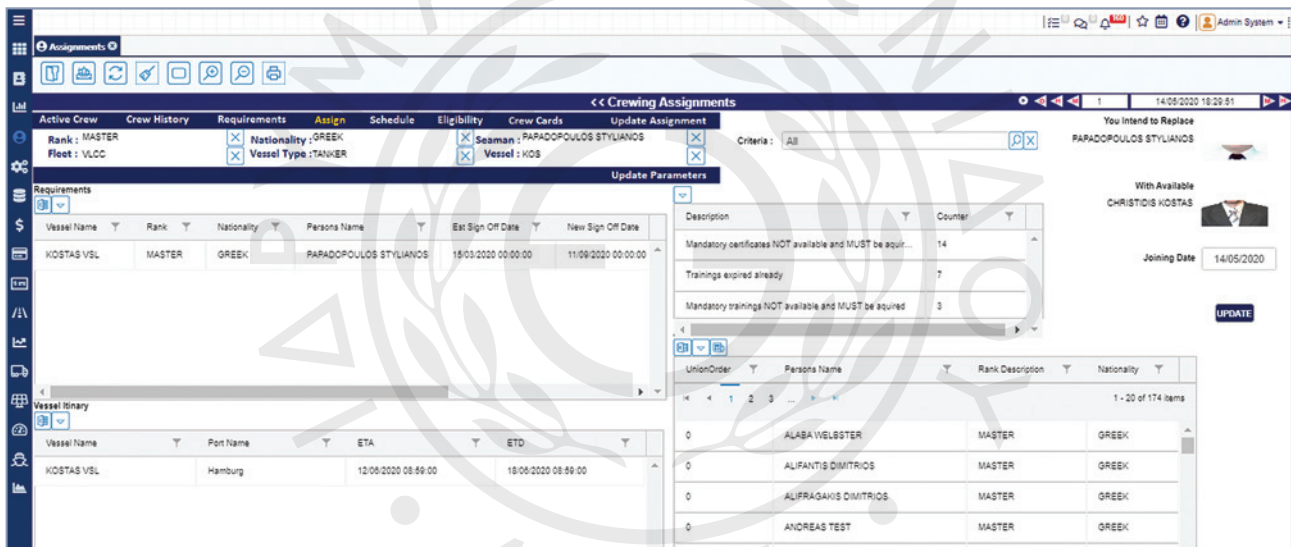 160 Admin System
Assignments
<< Crewing Assignments 1 14/05/2020 18:29:51
Active Crew Crew History Requirements Assign Schedule Eligibility Crew Cards Update Assignment
Rank : MASTER Nationality : GREEK Seaman : PAPADOPOULOS STYLIANOS
Fleet : VLCC Vessel Type : TANKER Vessel : KOS
Criteria : All
Update Parameters
You Intend to Replace
PAPADOPOULOS STYLIANOS
With Available
CHRISTIDIS KOSTAS
Joining Date 14/05/2020
UPDATE
Requirements
Vessel Name Rank Nationality Persons Name Est Sign Off Date New Sign Off Date
KOSTAS VSL MASTER GREEK PAPADOPOULOS STYLIANOS 15/03/2020 00:00:00 11/09/2020 00:00:00
Description Counter
Mandatory certificates NOT available and MUST be aquir... 14
Trainings expired already 7
Mandatory trainings NOT available and MUST be aquired 3
Vessel Itinary
Vessel Name Port Name ETA ETD
KOSTAS VSL Hamburg 12/06/2020 08:59:00 18/06/2020 08:59:00
UnionOrder Persons Name Rank Description Nationality
1 2 3 ... 1 - 20 of 174 items
0 ALABA WELBSTER MASTER GREEK
0 ALIFANTIS DIMITRIOS MASTER GREEK
0 ALIFRAGAKIS DIMITRIOS MASTER GREEK
0 ANDREAS TEST MASTER GREEK